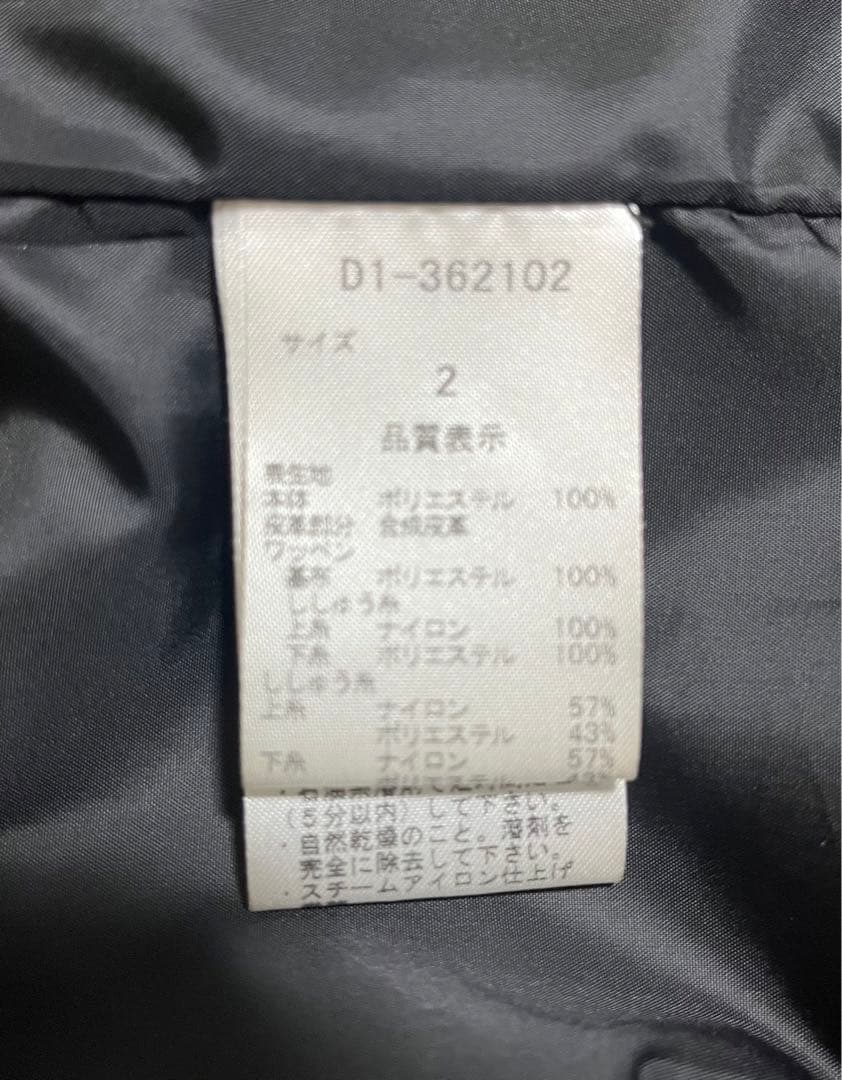 D1-362102
サイズ
2
品質表示
表生地
本体 ポリエステル 100%
皮革部分 合成皮革
ワッペン
基布 ポリエステル 100%
ししゅう糸
上糸 ナイロン 100%
下糸 ポリエステル 100%
ししゅう糸
上糸 ナイロン 57%
ポリエステル 43%
下糸 ナイロン 57%
(5分以内)して下さい。
・自然乾燥のこと。溶剤を
完全に除去して下さい。
・スチームアイロン仕上げ